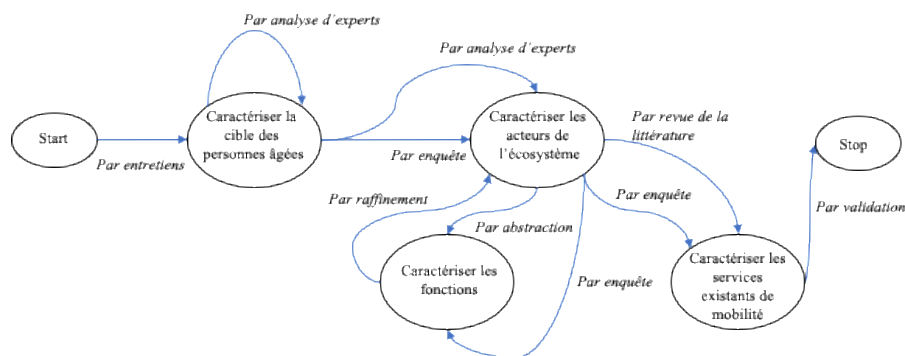 Par analyse d'experts
Par analyse d'experts
Caractériser la
cible des
personnes âgées
Caractériser les
acteurs de
l'écosystème
Par revue de la
littérature
Start
Stop
Par entretiens
Par enquête
Par raffinement
Par enquête
Par validation
Par abstraction
Caractériser les
fonctions
Par enquête
Caractériser les
services
existants de
mobilité